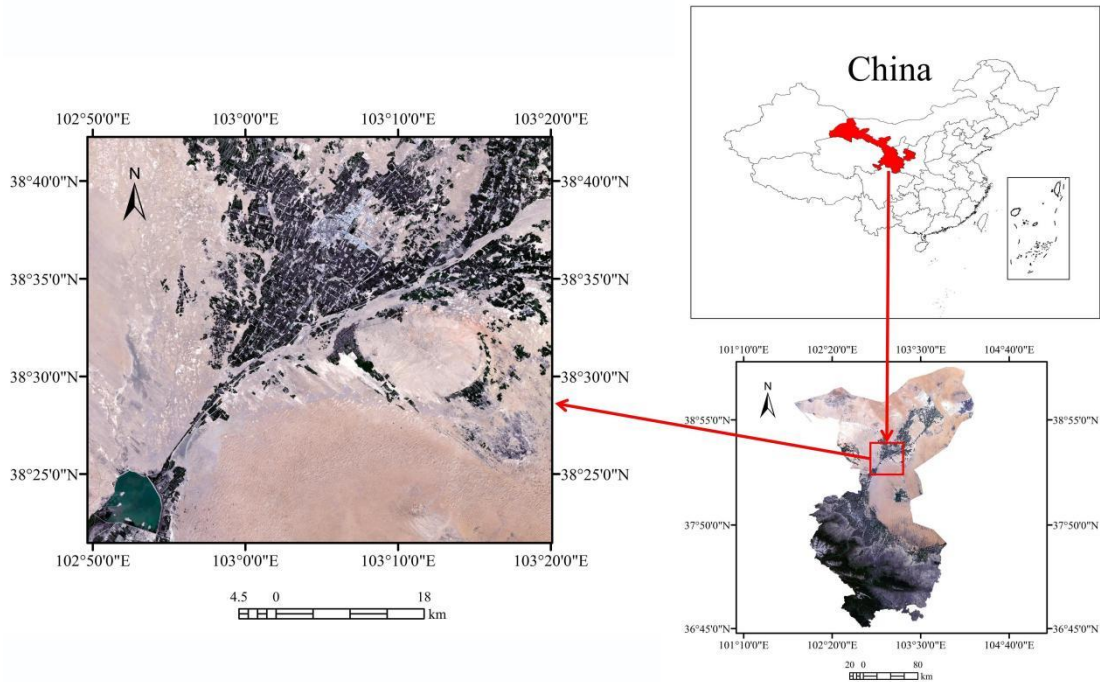 China
102°50'0"E 103°0'0"E 103°10'0"E 103°20'0"E
38°40'0"N 38°40'0"N
N
38°35'0"N 38°35'0"N
38°30'0"N 38°30'0"N
38°25'0"N 38°25'0"N
102°50'0"E 103°0'0"E 103°10'0"E 103°20'0"E
4.5 0 18
km
101°10'0"E 102°20'0"E 103°30'0"E 104°40'0"E
N
38°55'0"N 38°55'0"N
37°50'0"N 37°50'0"N
36°45'0"N 36°45'0"N
101°10'0"E 102°20'0"E 103°30'0"E 104°40'0"E
20 0 80
km